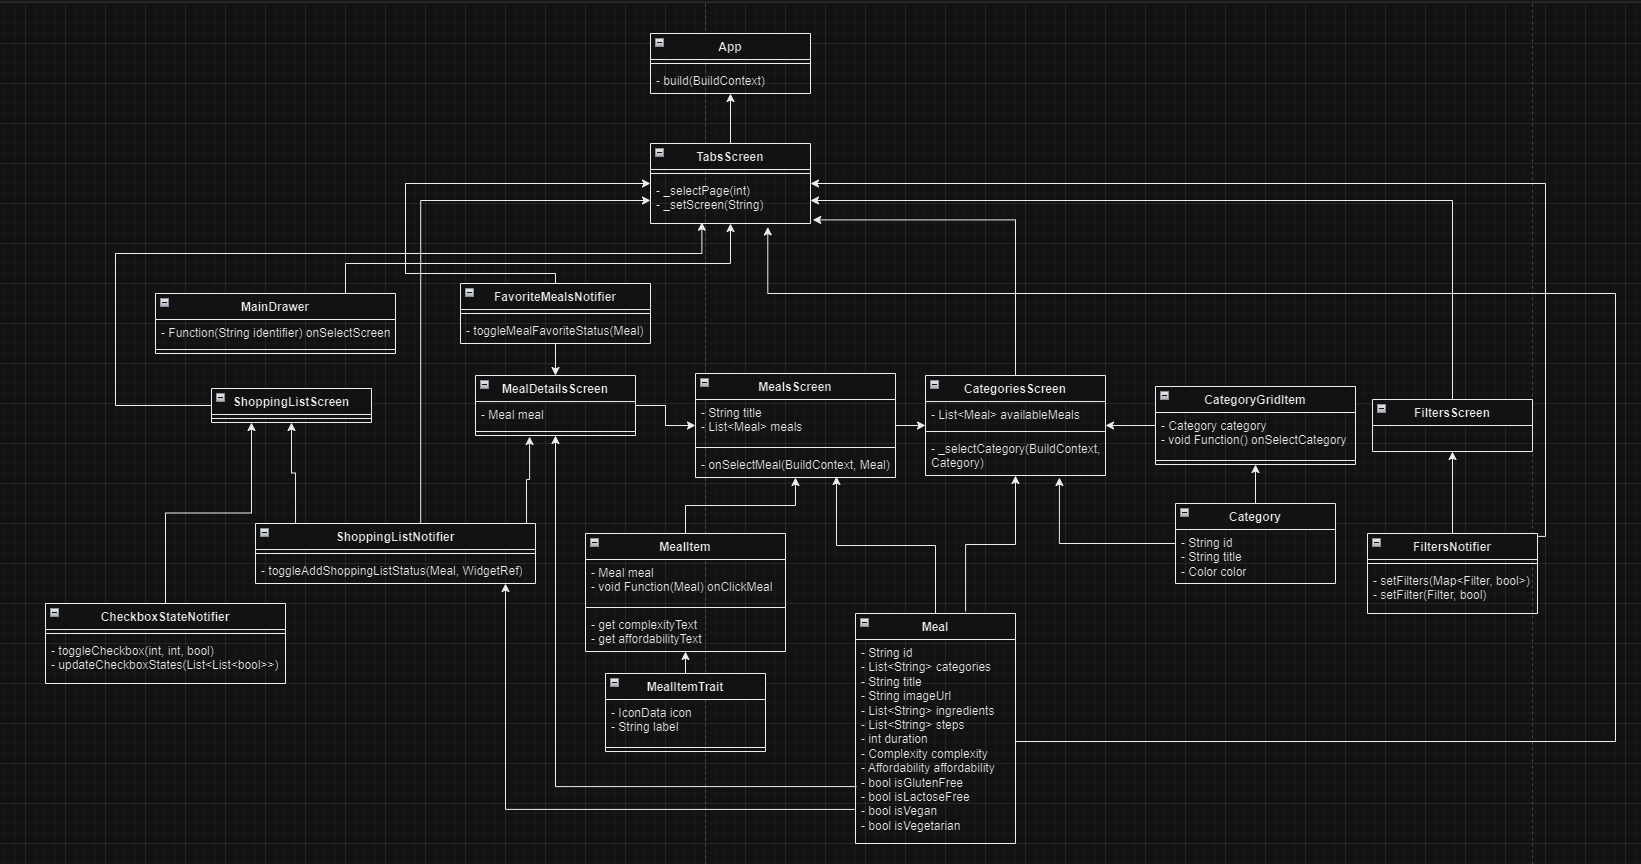 App
- build(BuildContext)
TabsScreen
- _selectPage(int)
- _setScreen(String)
MainDrawer
- Function(String identifier) onSelectScreen
FavoriteMealsNotifier
- toggleMealFavoriteStatus(Meal)
ShoppingListScreen
MealDetailsScreen
- Meal meal
MealsScreen
- String title
- List<Meal> meals
- onSelectMeal(BuildContext, Meal)
CategoriesScreen
- List<Meal> availableMeals
- _selectCategory(BuildContext,
Category)
CategoryGridItem
- Category category
- void Function() onSelectCategory
FiltersScreen
Category
- String id
- String title
- Color color
ShoppingListNotifier
- toggleAddShoppingListStatus(Meal, WidgetRef)
MealItem
- Meal meal
- void Function(Meal) onClickMeal
- get complexityText
- get affordabilityText
FiltersNotifier
- setFilters(Map<Filter, bool>)
- setFilter(Filter, bool)
CheckboxStateNotifier
- toggleCheckbox(int, int, bool)
- updateCheckboxStates(List<List<bool>>)
MealItemTrait
- IconData icon
- String label
Meal
- String id
- List<String> categories
- String title
- String imageUrl
- List<String> ingredients
- List<String> steps
- int duration
- Complexity complexity
- Affordability affordability
- bool isGlutenFree
- bool isLactoseFree
- bool isVegan
- bool isVegetarian